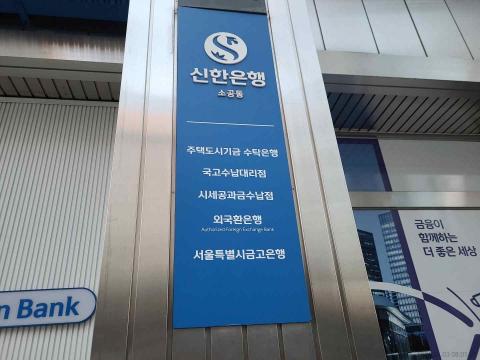 신한은행
소공동
주택도시기금 수탁은행
국고수납대리점
시세공과금수납점
외국환은행
Authorized Foreign Exchange Bank
서울특별시금고은행
n Bank
금융이
함께하는
더 좋은 세상